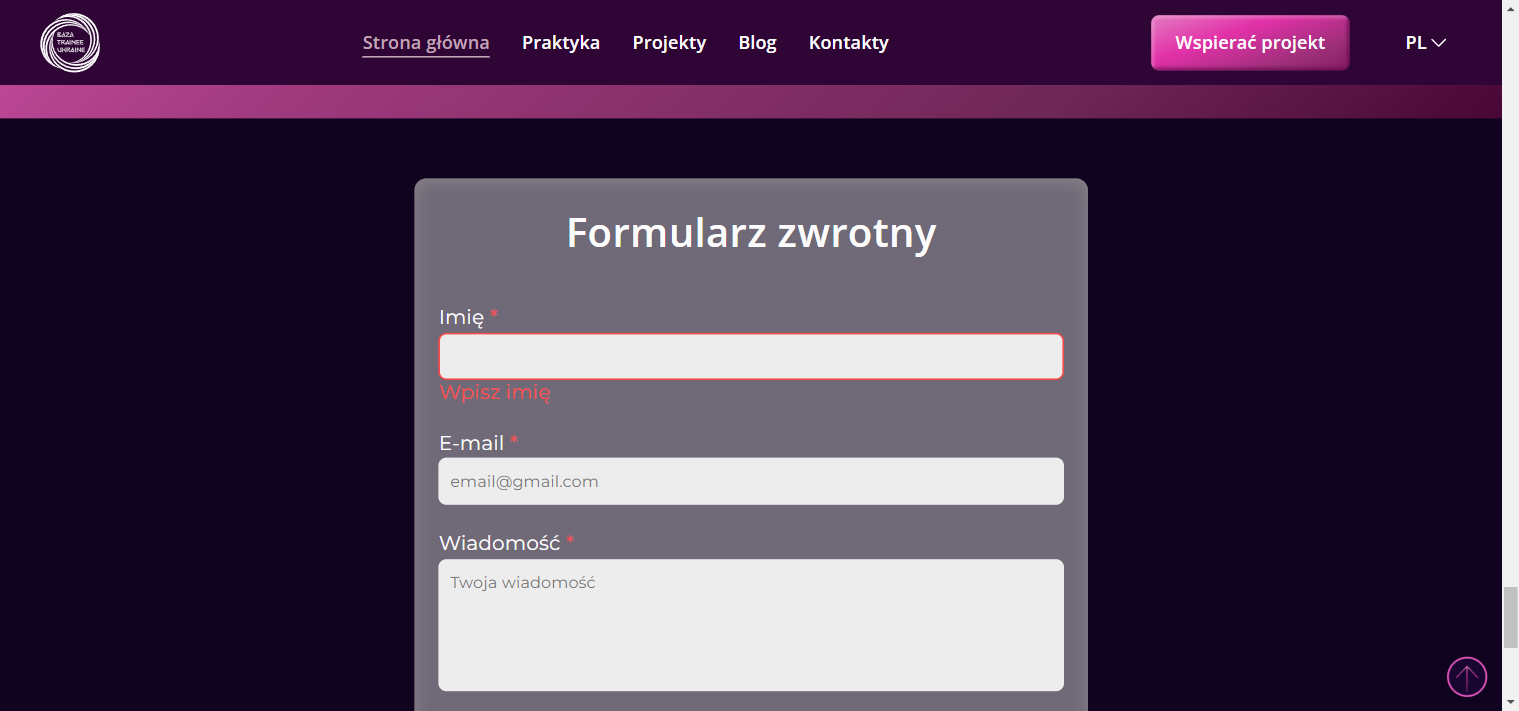 BAZA
TRAINEE
UKRAINE
Strona główna
Praktyka
Projekty
Blog
Kontakty
Wspierać projekt
PL
Formularz zwrotny
Imię *
Wpisz imię
E-mail *
email@gmail.com
Wiadomość *
Twoja wiadomość